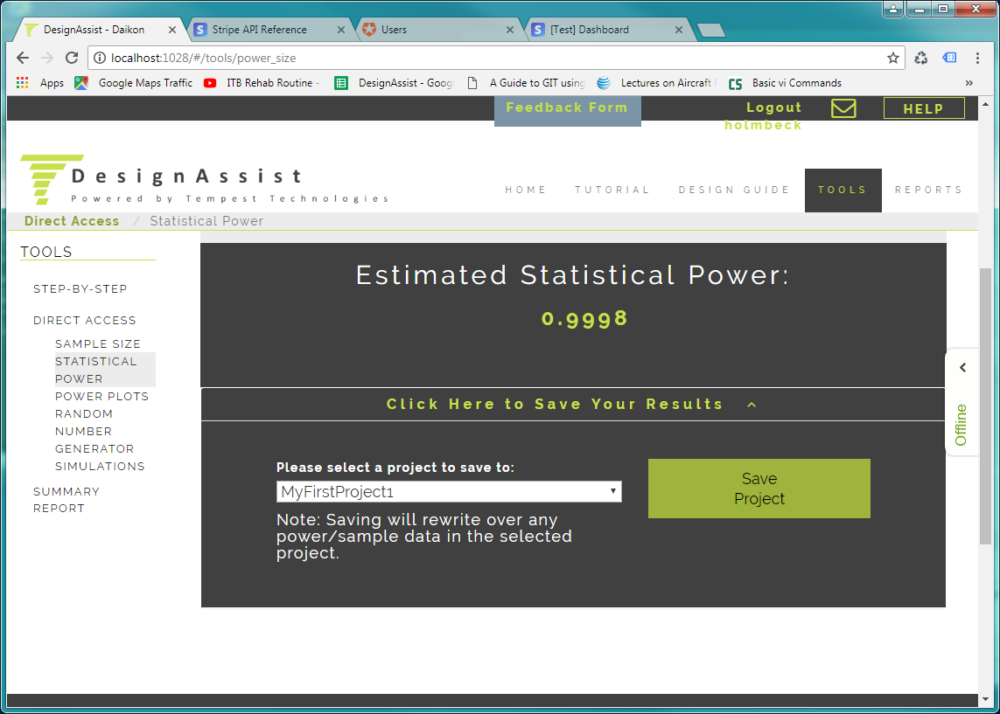 DesignAssist - Daikon
Stripe API Reference
Users
[Test] Dashboard
localhost:1028/#/tools/power_size
Apps
Google Maps Traffic
ITB Rehab Routine -
DesignAssist - Goog
A Guide to GIT using
Lectures on Aircraft
CS
Basic vi Commands
»
Feedback Form
Logout
holmbeck
HELP
DesignAssist
Powered by Tempest Technologies
HOME
TUTORIAL
DESIGN GUIDE
TOOLS
REPORTS
Direct Access / Statistical Power
TOOLS
STEP-BY-STEP
DIRECT ACCESS
SAMPLE SIZE
STATISTICAL
POWER
POWER PLOTS
RANDOM
NUMBER
GENERATOR
SIMULATIONS
SUMMARY
REPORT
Estimated Statistical Power:
0.9998
Click Here to Save Your Results
Please select a project to save to:
MyFirstProject1
Note: Saving will rewrite over any
power/sample data in the selected
project.
Save
Project
Offline